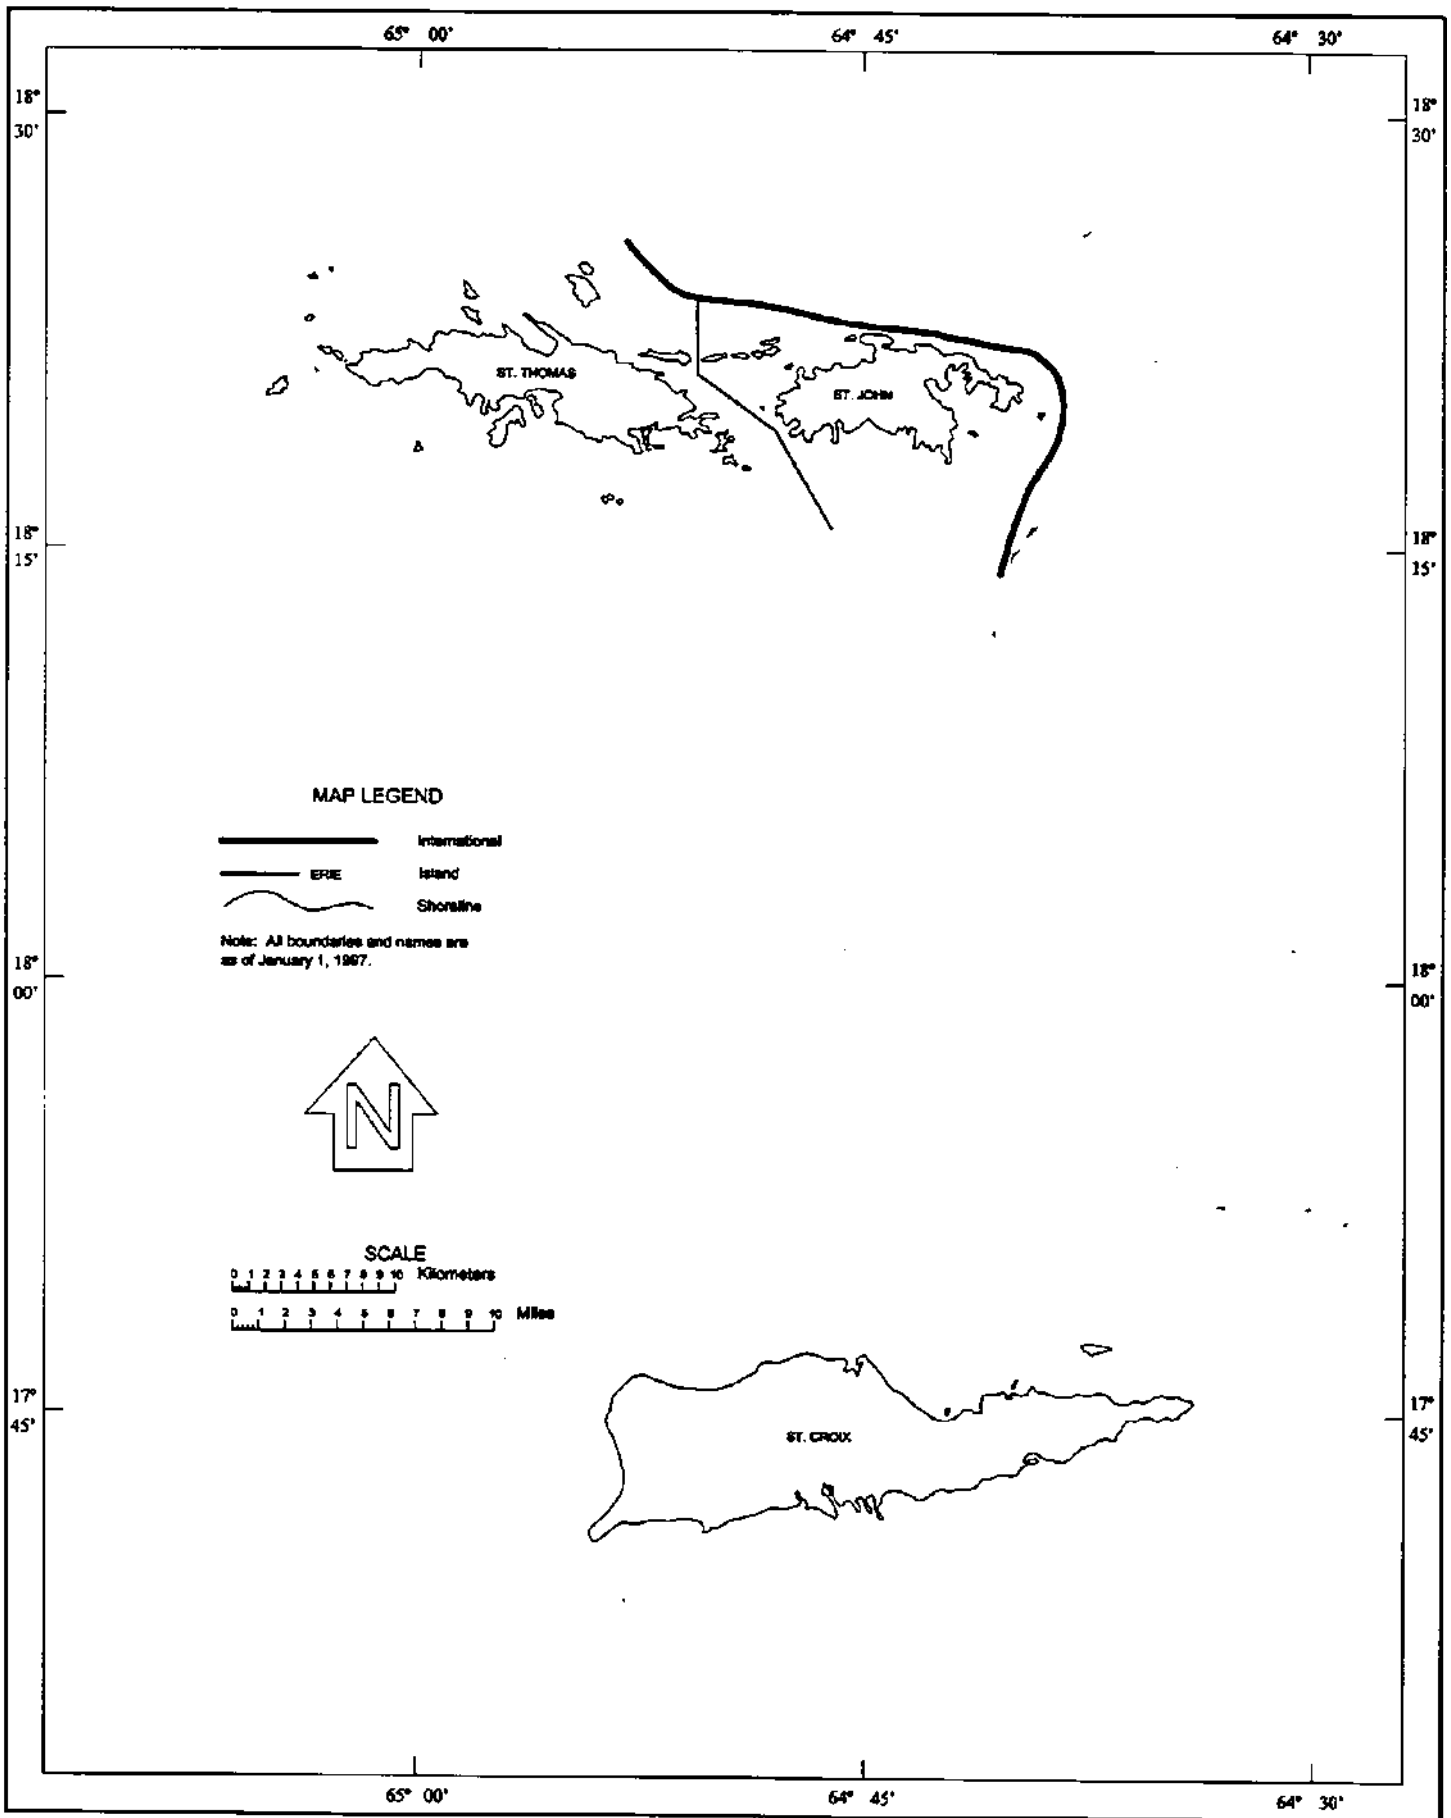 65° 00'
64° 45'
64° 30'
18° 30'
18° 30'
ST. THOMAS
ST. JOHN
18° 15'
18° 15'
MAP LEGEND
International
ERIE Island
Shoreline
Note: All boundaries and names are
as of January 1, 1997.
18° 00'
18° 00'
N
SCALE
0 1 2 3 4 5 6 7 8 9 10 Kilometers
0 1 2 3 4 5 6 7 8 9 10 Miles
17° 45'
17° 45'
ST. CROIX
65° 00'
64° 45'
64° 30'